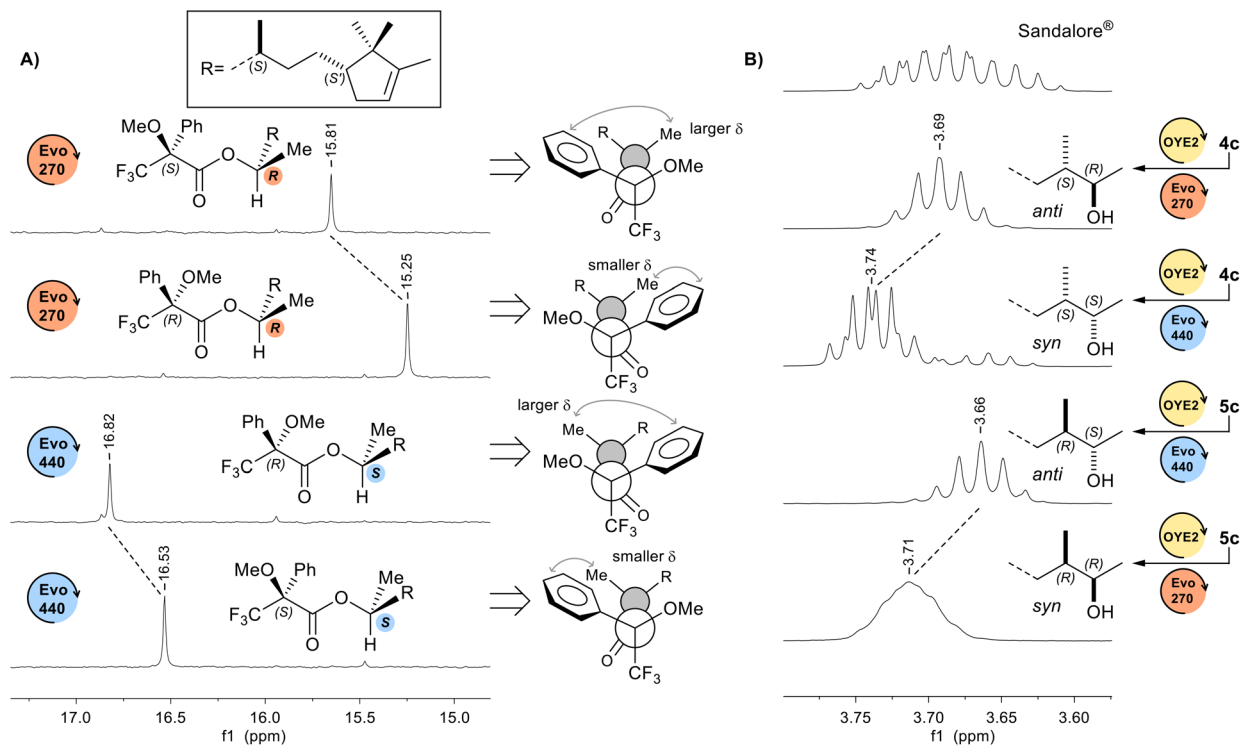 A)
R=
(S)
(S')
Evo
270
MeO
Ph
R
O
Me
F3C
(S)
O
H
R
15.81
R
Me
larger δ
OMe
O
CF3
Evo
270
Ph
OMe
R
O
Me
F3C
(R)
O
H
R
15.25
smaller δ
R
Me
MeO
O
CF3
Evo
440
16.82
Ph
OMe
Me
O
R
F3C
(R)
O
H
S
larger δ
Me
R
MeO
O
CF3
Evo
440
16.53
MeO
Ph
Me
O
R
F3C
(S)
O
H
S
smaller δ
Me
R
OMe
O
CF3
17.0 16.5 16.0 15.5 15.0
f1 (ppm)
B)
Sandalore®
3.69
(R)
(S)
anti
OH
OYE2
4c
Evo
270
3.74
(S)
(S)
syn
OH
OYE2
4c
Evo
440
3.66
(S)
(R)
anti
OH
OYE2
5c
Evo
440
3.71
(R)
(R)
syn
OH
OYE2
5c
Evo
270
3.75 3.70 3.65 3.60
f1 (ppm)